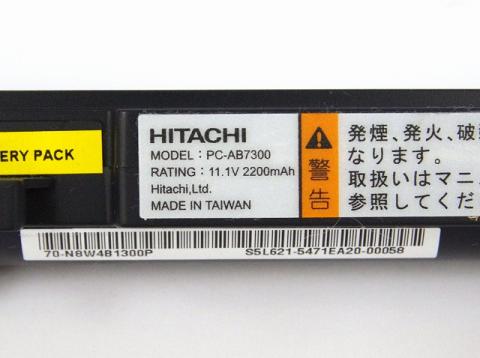 ERY PACK
HITACHI
MODEL: PC-AB7300
RATING: 11.1V 2200mAh
Hitachi,Ltd.
MADE IN TAIWAN
警告
発煙、発火、破
なります。
取扱いはマニュ
参照してくださ
70-N8W4B1300P
S5L621-5471EA20-00058